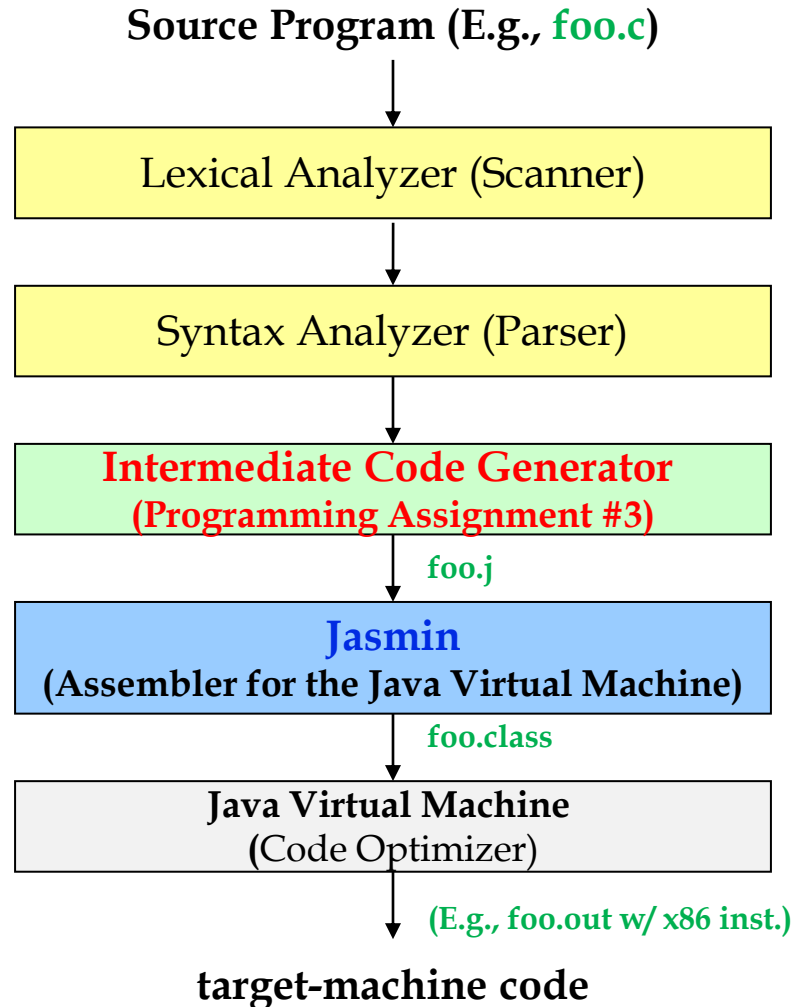 Source Program (E.g., foo.c)
Lexical Analyzer (Scanner)
Syntax Analyzer (Parser)
Intermediate Code Generator
(Programming Assignment #3)
foo.j
Jasmin
(Assembler for the Java Virtual Machine)
foo.class
Java Virtual Machine
(Code Optimizer)
(E.g., foo.out w/ x86 inst.)
target-machine code